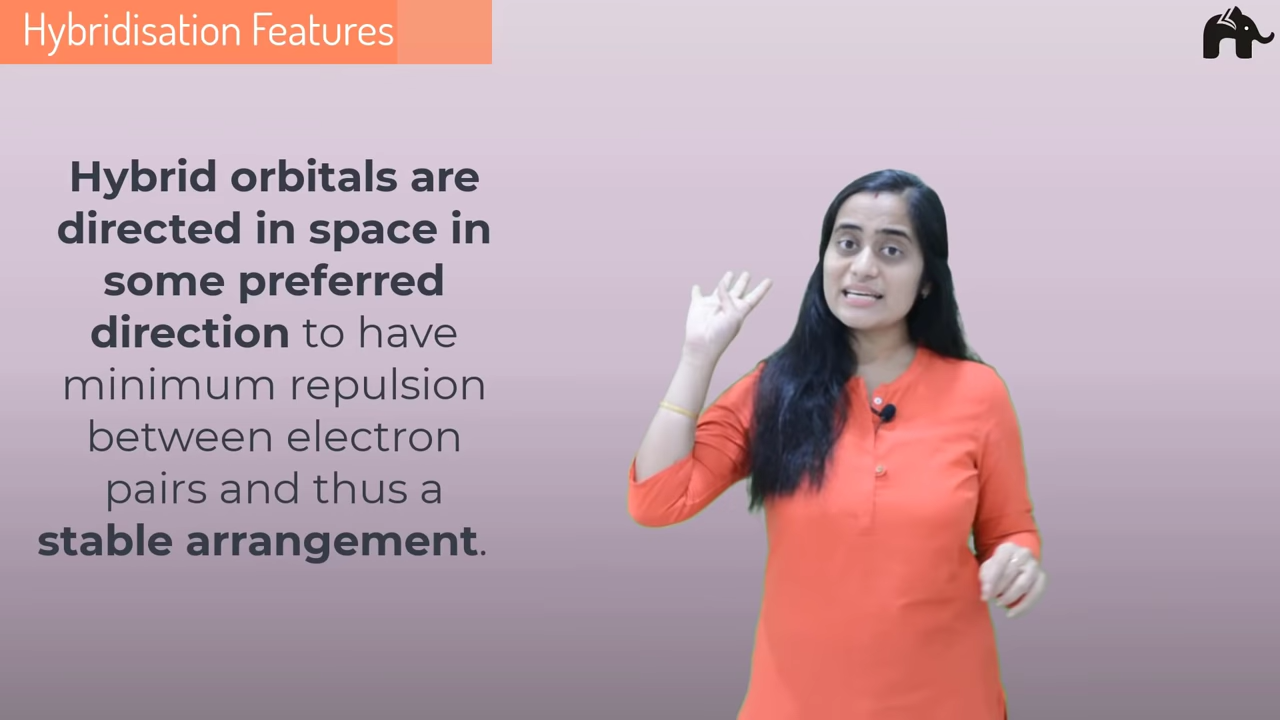 Hybridisation Features
Hybrid orbitals are
directed in space in
some preferred
direction to have
minimum repulsion
between electron
pairs and thus a
stable arrangement.